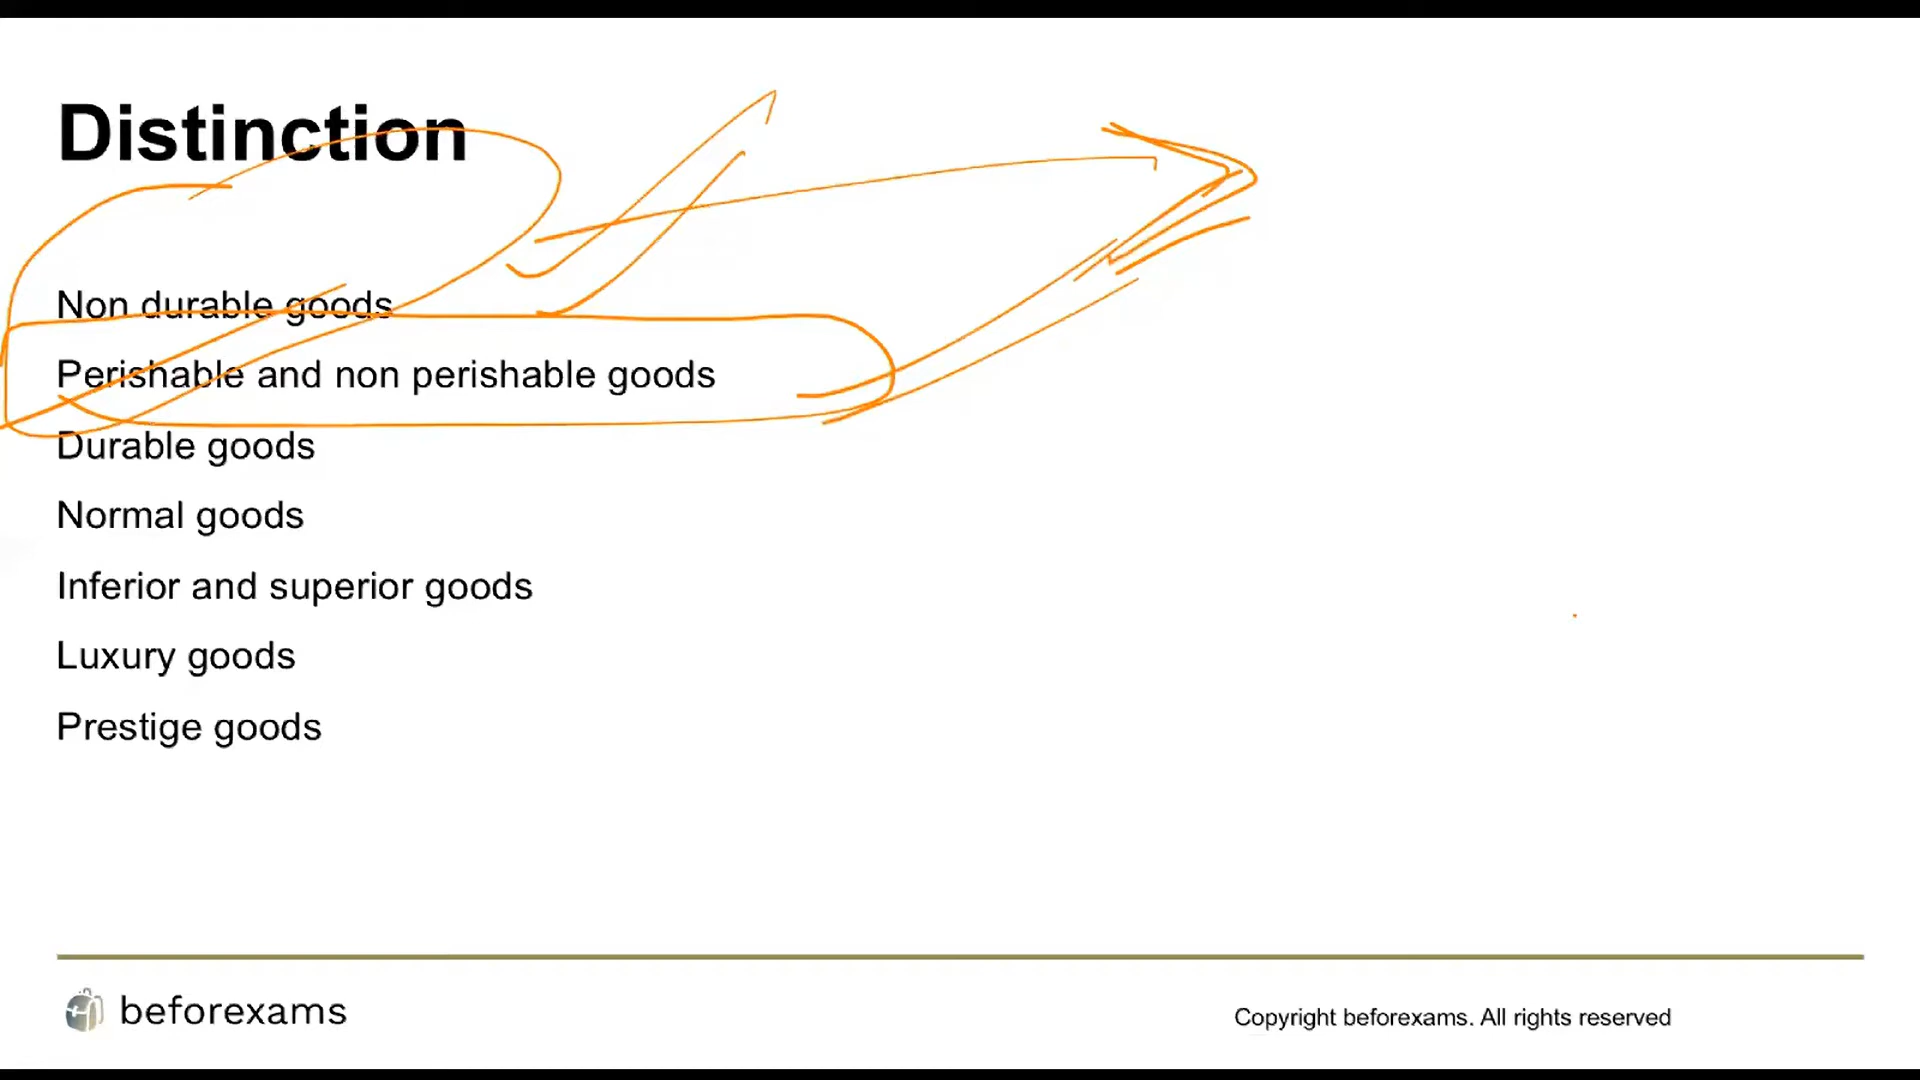 Distinction
Non durable goods
Perishable and non perishable goods
Durable goods
Normal goods
Inferior and superior goods
Luxury goods
Prestige goods
beforexams
Copyright beforexams. All rights reserved